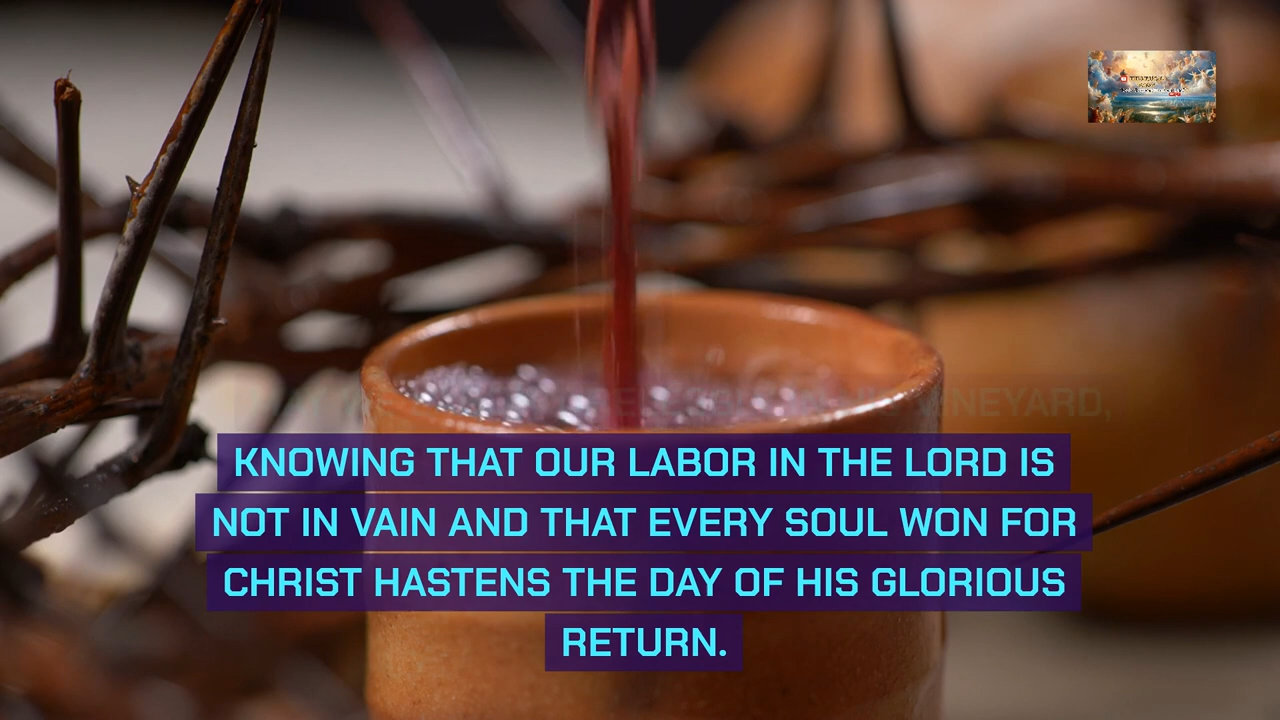 NEYARD,
KNOWING THAT OUR LABOR IN THE LORD IS
NOT IN VAIN AND THAT EVERY SOUL WON FOR
CHRIST HASTENS THE DAY OF HIS GLORIOUS
RETURN.